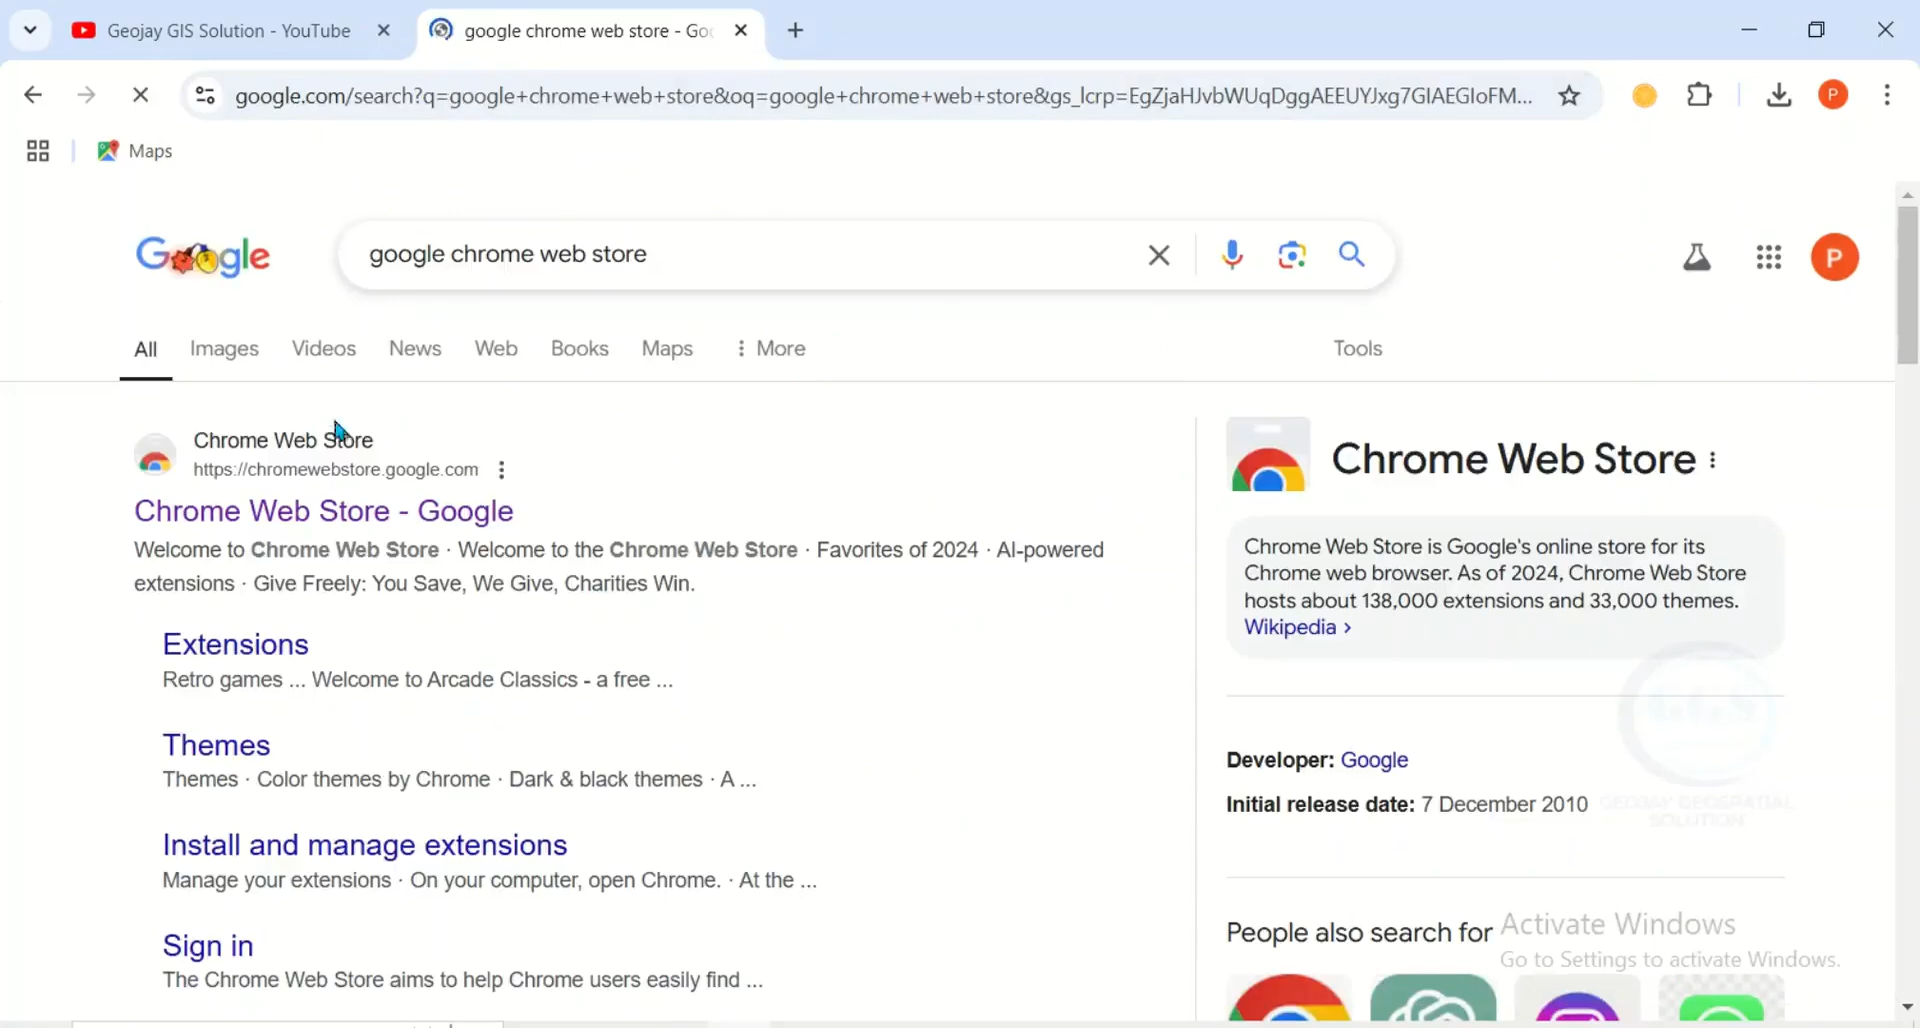 Geojay GIS Solution - YouTube
google chrome web store - Goo
google.com/search?q=google+chrome+web+store&oq=google+chrome+web+store&gs_lcrp=EgZjaHJvbWUqDggAEEUYJxg7GIAEGIoFM...
P
Maps
Google
google chrome web store
P
All Images Videos News Web Books Maps More Tools
Chrome Web Store
https://chromewebstore.google.com
Chrome Web Store - Google
Welcome to Chrome Web Store · Welcome to the Chrome Web Store · Favorites of 2024 · AI-powered
extensions · Give Freely: You Save, We Give, Charities Win.
Extensions
Retro games ... Welcome to Arcade Classics - a free ...
Themes
Themes · Color themes by Chrome · Dark & black themes · A ...
Install and manage extensions
Manage your extensions · On your computer, open Chrome. · At the ...
Sign in
The Chrome Web Store aims to help Chrome users easily find ...
Chrome Web Store
Chrome Web Store is Google's online store for its
Chrome web browser. As of 2024, Chrome Web Store
hosts about 138,000 extensions and 33,000 themes.
Wikipedia ›
GGS
GEOJAY GEOSPATIAL
SOLUTION
Developer: Google
Initial release date: 7 December 2010
People also search for
Activate Windows
Go to Settings to activate Windows.